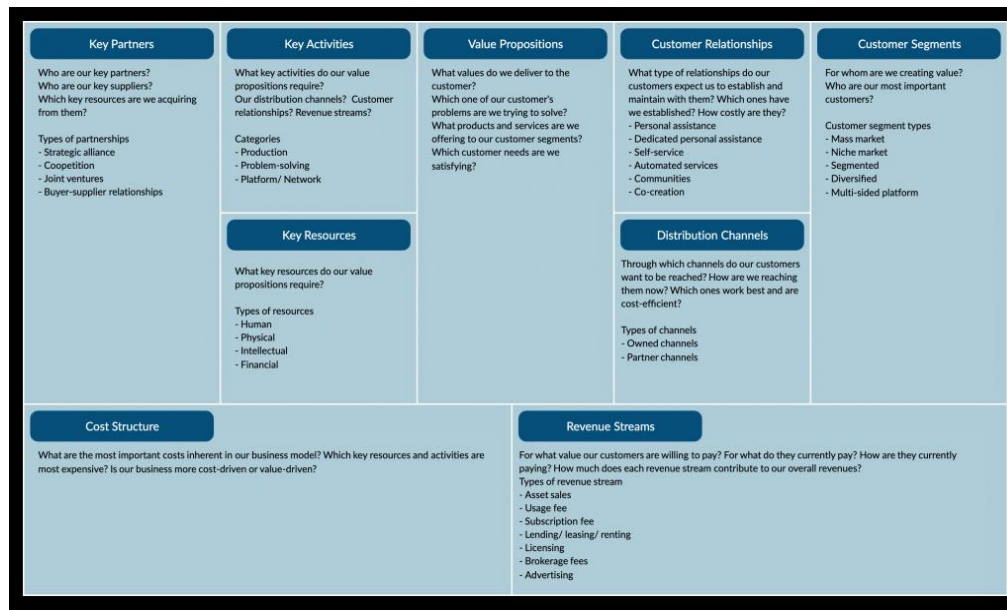 Key Partners
Who are our key partners?
Who are our key suppliers?
Which key resources are we acquiring
from them?
Types of partnerships
- Strategic alliance
- Coopetition
- Joint ventures
- Buyer-supplier relationships
Key Activities
What key activities do our value
propositions require?
Our distribution channels? Customer
relationships? Revenue streams?
Categories
- Production
- Problem-solving
- Platform/ Network
Key Resources
What key resources do our value
propositions require?
Types of resources
- Human
- Physical
- Intellectual
- Financial
Value Propositions
What values do we deliver to the
customer?
Which one of our customer's
problems are we trying to solve?
What products and services are we
offering to our customer segments?
Which customer needs are we
satisfying?
Customer Relationships
What type of relationships do our
customers expect us to establish and
maintain with them? Which ones have
we established? How costly are they?
- Personal assistance
- Dedicated personal assistance
- Self-service
- Automated services
- Communities
- Co-creation
Distribution Channels
Through which channels do our customers
want to be reached? How are we reaching
them now? Which ones work best and are
cost-efficient?
Types of channels
- Owned channels
- Partner channels
Customer Segments
For whom are we creating value?
Who are our most important
customers?
Customer segment types
- Mass market
- Niche market
- Segmented
- Diversified
- Multi-sided platform
Cost Structure
What are the most important costs inherent in our business model? Which key resources and activities are
most expensive? Is our business more cost-driven or value-driven?
Revenue Streams
For what value our customers are willing to pay? For what do they currently pay? How are they currently
paying? How much does each revenue stream contribute to our overall revenues?
Types of revenue stream
- Asset sales
- Usage fee
- Subscription fee
- Lending/ leasing/ renting
- Licensing
- Brokerage fees
- Advertising